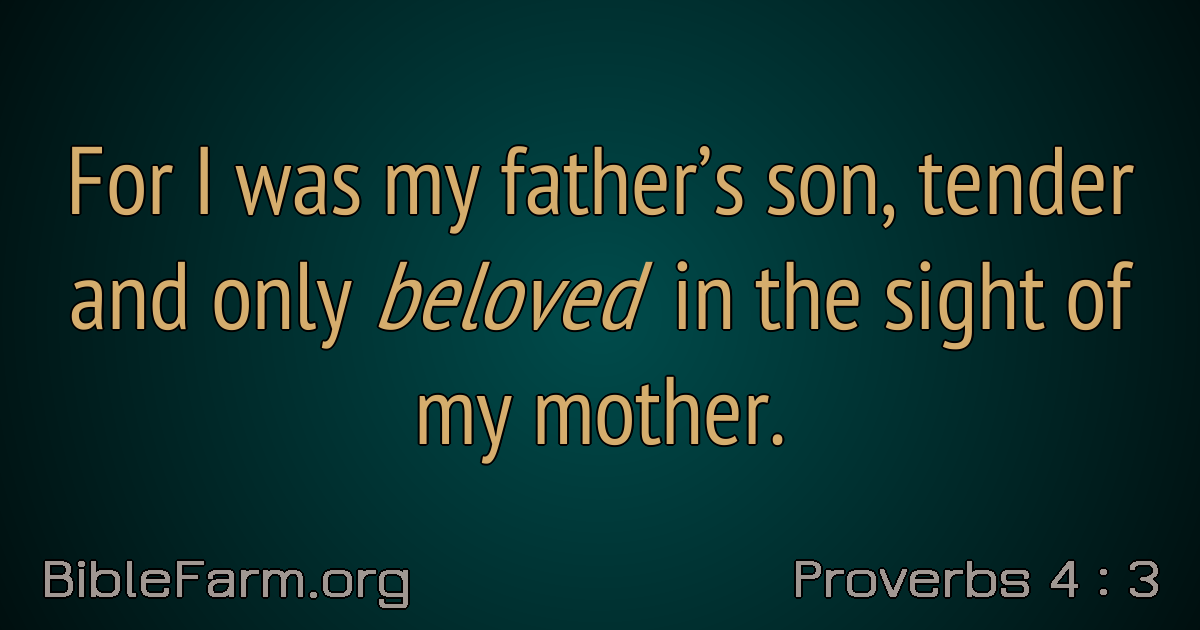 For I was my father’s son, tender
and only beloved in the sight of
my mother.
BibleFarm.org
Proverbs 4 : 3